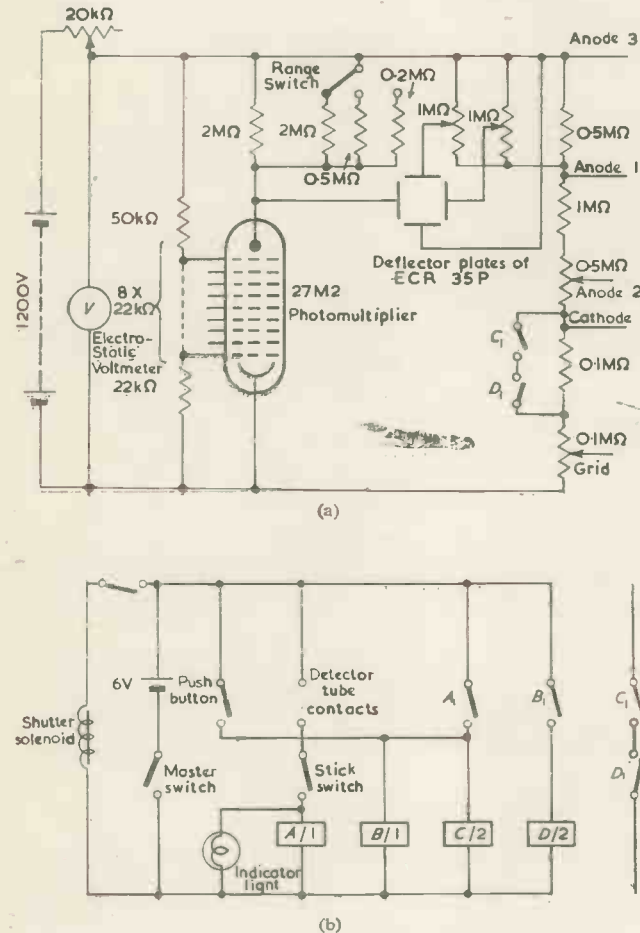 20kΩ
Anode 3
Range
Switch
0·2MΩ
2MΩ
2MΩ
0·5MΩ
1MΩ
1MΩ
0·5MΩ
Anode 1
1MΩ
50kΩ
Deflector plates of
ECR 35P
0·5MΩ
Anode 2
1200V
V
8 X
22kΩ
Electro-
Static
Voltmeter
22kΩ
27M2
Photomultiplier
Cathode
C₁
D₁
0·1MΩ
0·1MΩ
Grid
(a)
6V
Push
button
Detector
tube
contacts
A₁
B₁
C₁
Shutter
solenoid
Master
switch
Stick
switch
D₁
A/1
B/1
C/2
D/2
Indicator
light
(b)